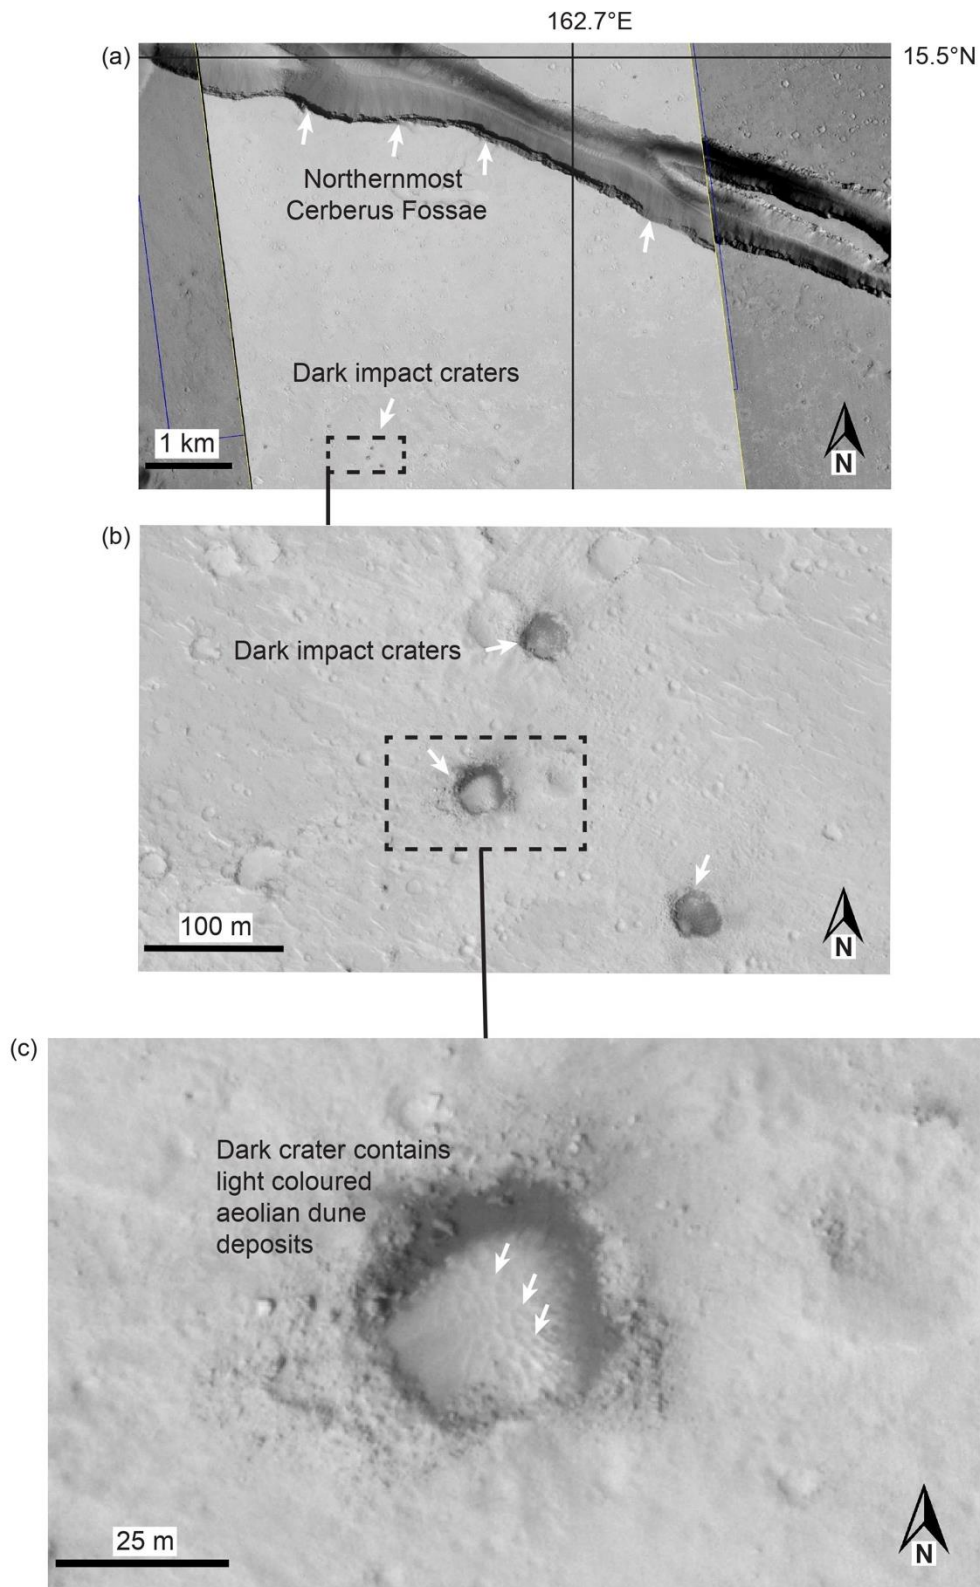 162.7°E
(a)
15.5°N
Northernmost
Cerberus Fossae
Dark impact craters
1 km
N
(b)
Dark impact craters
100 m
N
(c)
Dark crater contains
light coloured
aeolian dune
deposits
25 m
N